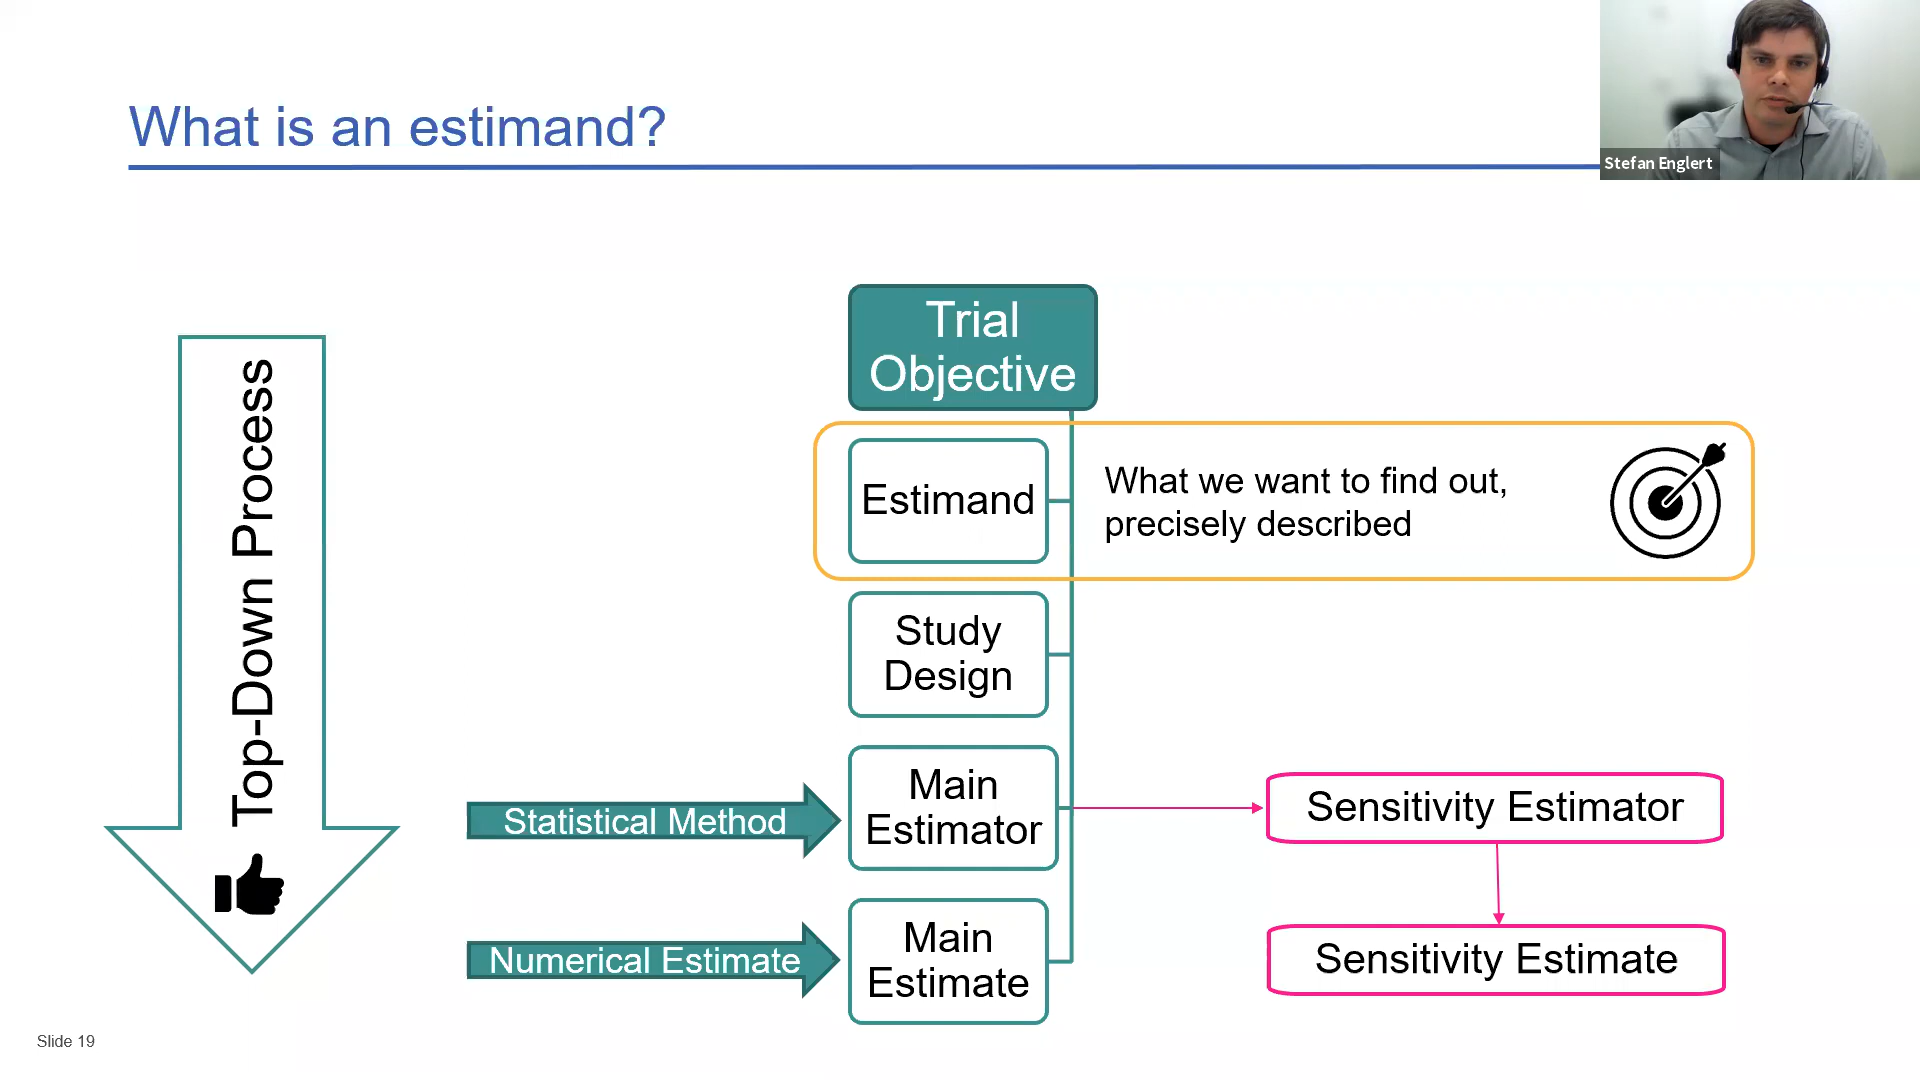 What is an estimand?
Stefan Englert
Top-Down Process
Trial
Objective
Estimand
What we want to find out,
precisely described
Study
Design
Statistical Method
Main
Estimator
Sensitivity Estimator
Numerical Estimate
Main
Estimate
Sensitivity Estimate
Slide 19